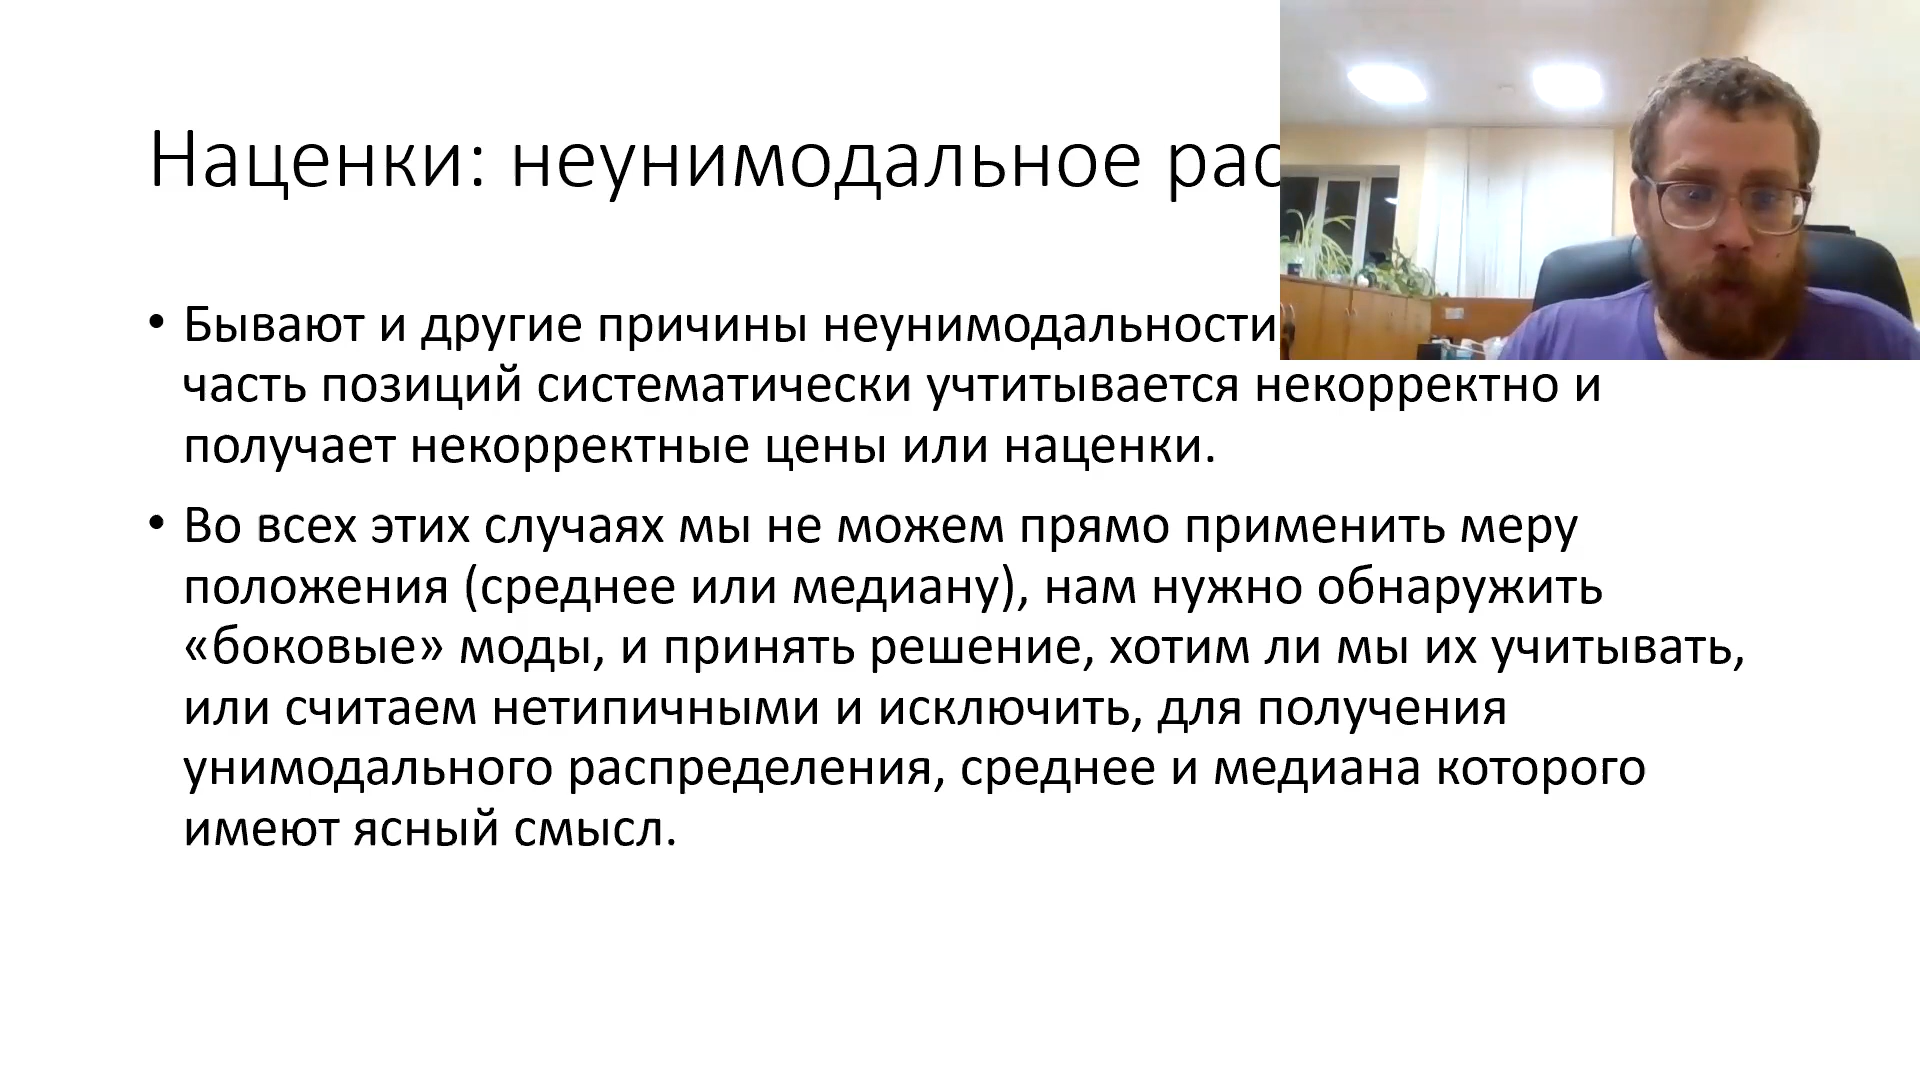 Наценки: неунимодальное
• Бывают и другие причины неунимодальности
часть позиций систематически учтитывается некорректно и
получает некорректные цены или наценки.
• Во всех этих случаях мы не можем прямо применить меру
положения (среднее или медиану), нам нужно обнаружить
«боковые» моды, и принять решение, хотим ли мы их учитывать,
или считаем нетипичными и исключить, для получения
унимодального распределения, среднее и медиана которого
имеют ясный смысл.